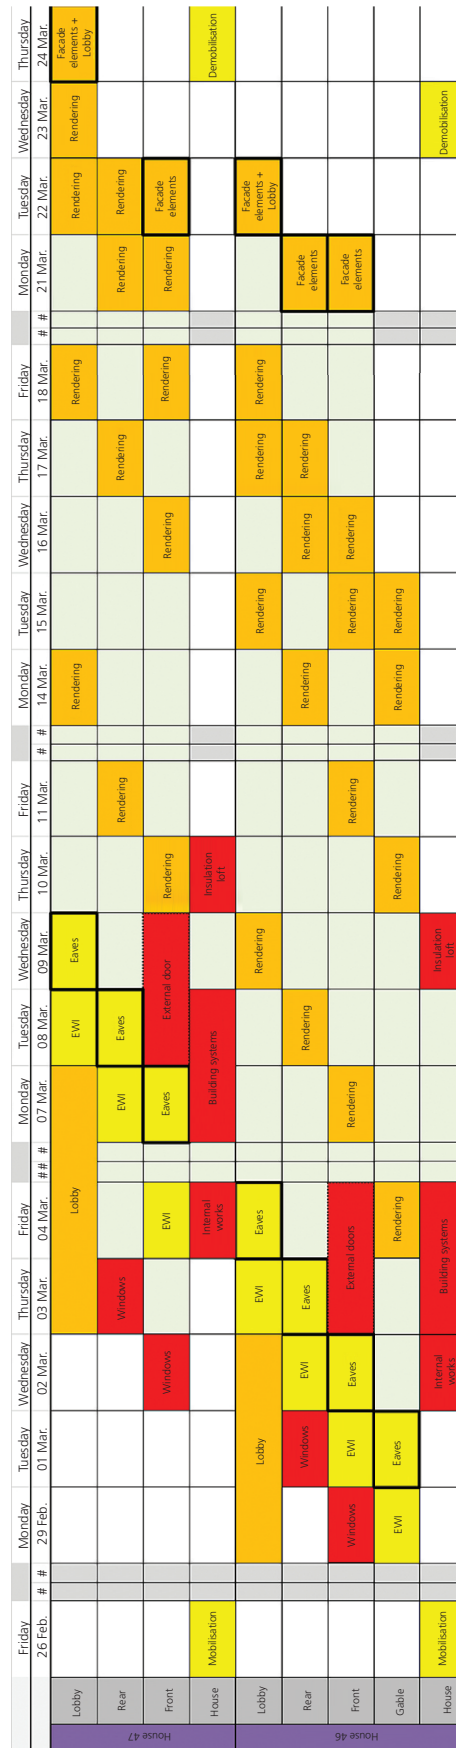 Friday Monday Tuesday Wednesday Thursday Friday Monday Tuesday Wednesday Thursday Friday Monday Tuesday Wednesday Thursday Friday Monday Tuesday Wednesday Thursday
26 Feb. # # 29 Feb. 01 Mar. 02 Mar. 03 Mar. 04 Mar. ## # 07 Mar. 08 Mar. 09 Mar. 10 Mar. 11 Mar. # # 14 Mar. 15 Mar. 16 Mar. 17 Mar. 18 Mar. # # 21 Mar. 22 Mar. 23 Mar. 24 Mar.
House 47
Lobby Lobby EWI Eaves Rendering Rendering Rendering Rendering Facade elements + Lobby
Rear Windows EWI Eaves Rendering Rendering Rendering Rendering
Front Windows EWI Eaves External door Rendering Rendering Rendering Rendering Facade elements
House Mobilisation Internal works Building systems Insulation loft Demobilisation
House 46
Lobby Lobby EWI Eaves Rendering Rendering Rendering Rendering Facade elements + Lobby
Rear Windows EWI Eaves Rendering Rendering Rendering Rendering Facade elements
Front Windows EWI Eaves External doors Rendering Rendering Rendering Rendering Facade elements
Gable EWI Eaves Rendering Rendering Rendering Rendering
House Mobilisation Internal works Building systems Insulation loft Demobilisation